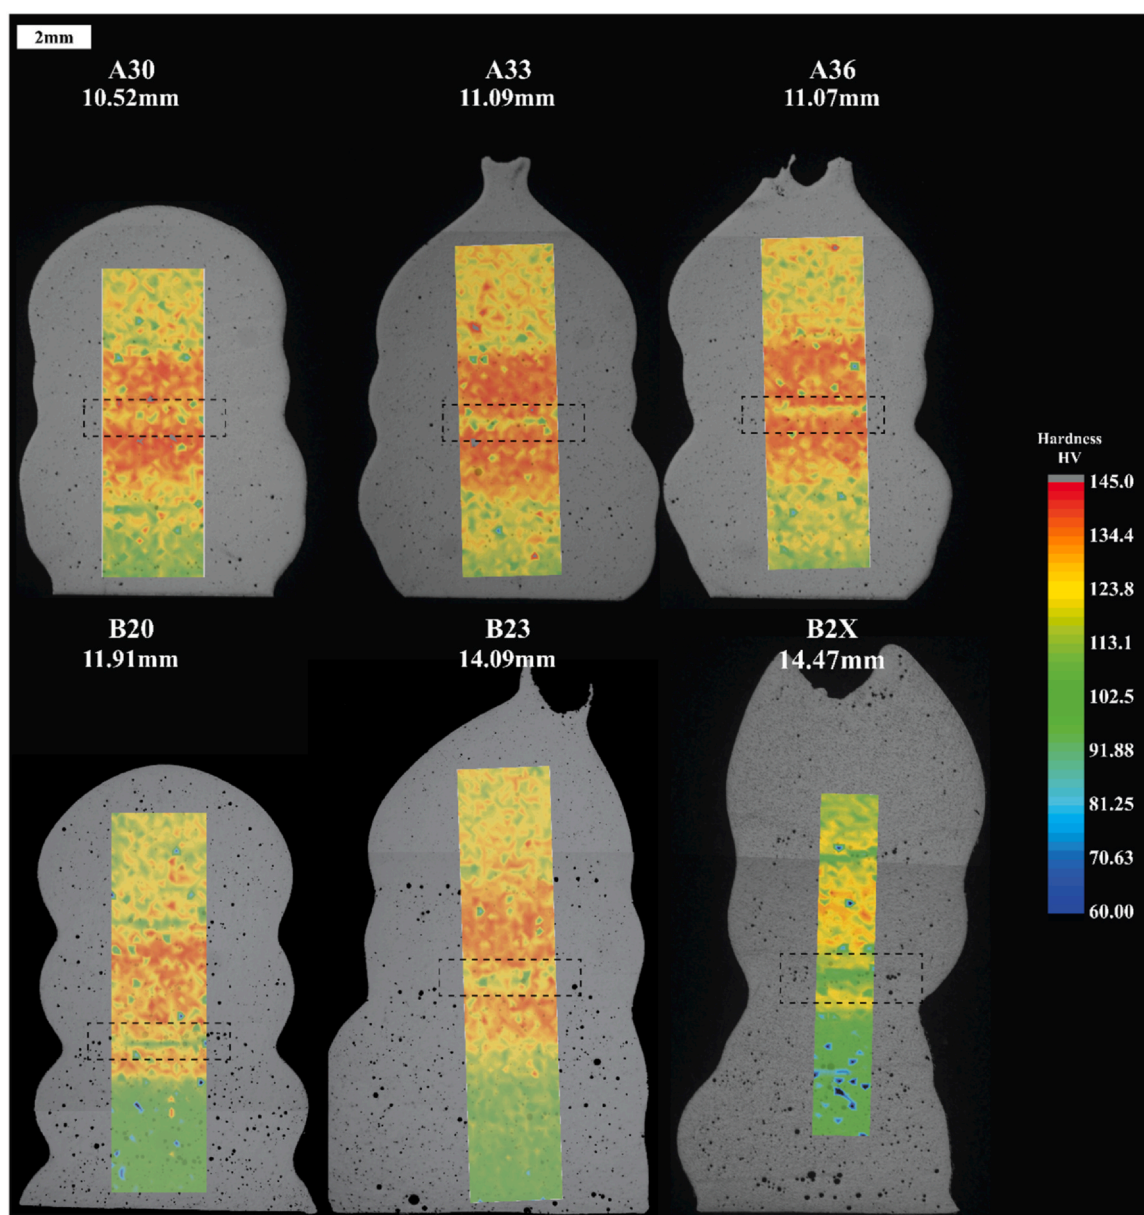 2mm
A30
10.52mm
A33
11.09mm
A36
11.07mm
B20
11.91mm
B23
14.09mm
B2X
14.47mm
Hardness
HV
145.0
134.4
123.8
113.1
102.5
91.88
81.25
70.63
60.00